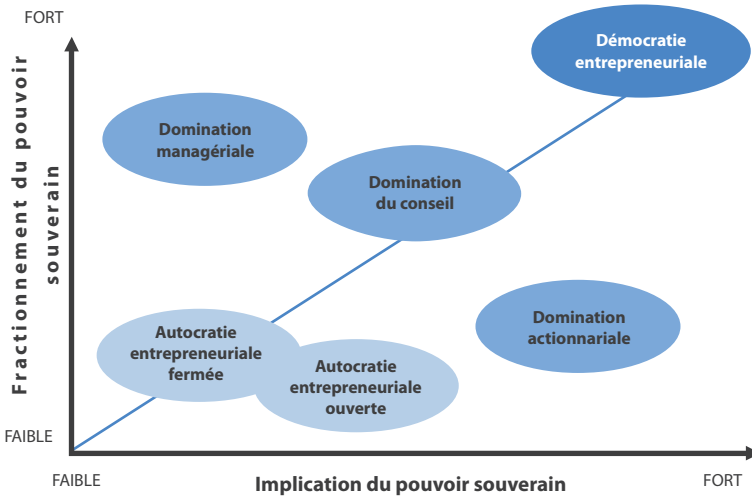 FORT
Démocratie
entrepreneuriale
Domination
managériale
Domination
du conseil
Fractionnement du pouvoir
souverain
Domination
actionnariale
Autocratie
entrepreneuriale
fermée
Autocratie
entrepreneuriale
ouverte
FAIBLE
FAIBLE
Implication du pouvoir souverain
FORT